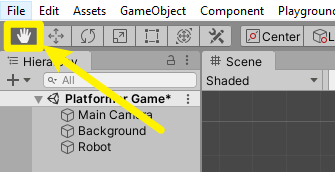 File Edit Assets GameObject Component
Center
Hierarchy Scene
All Shaded
Platformer Game*
Main Camera
Background
Robot